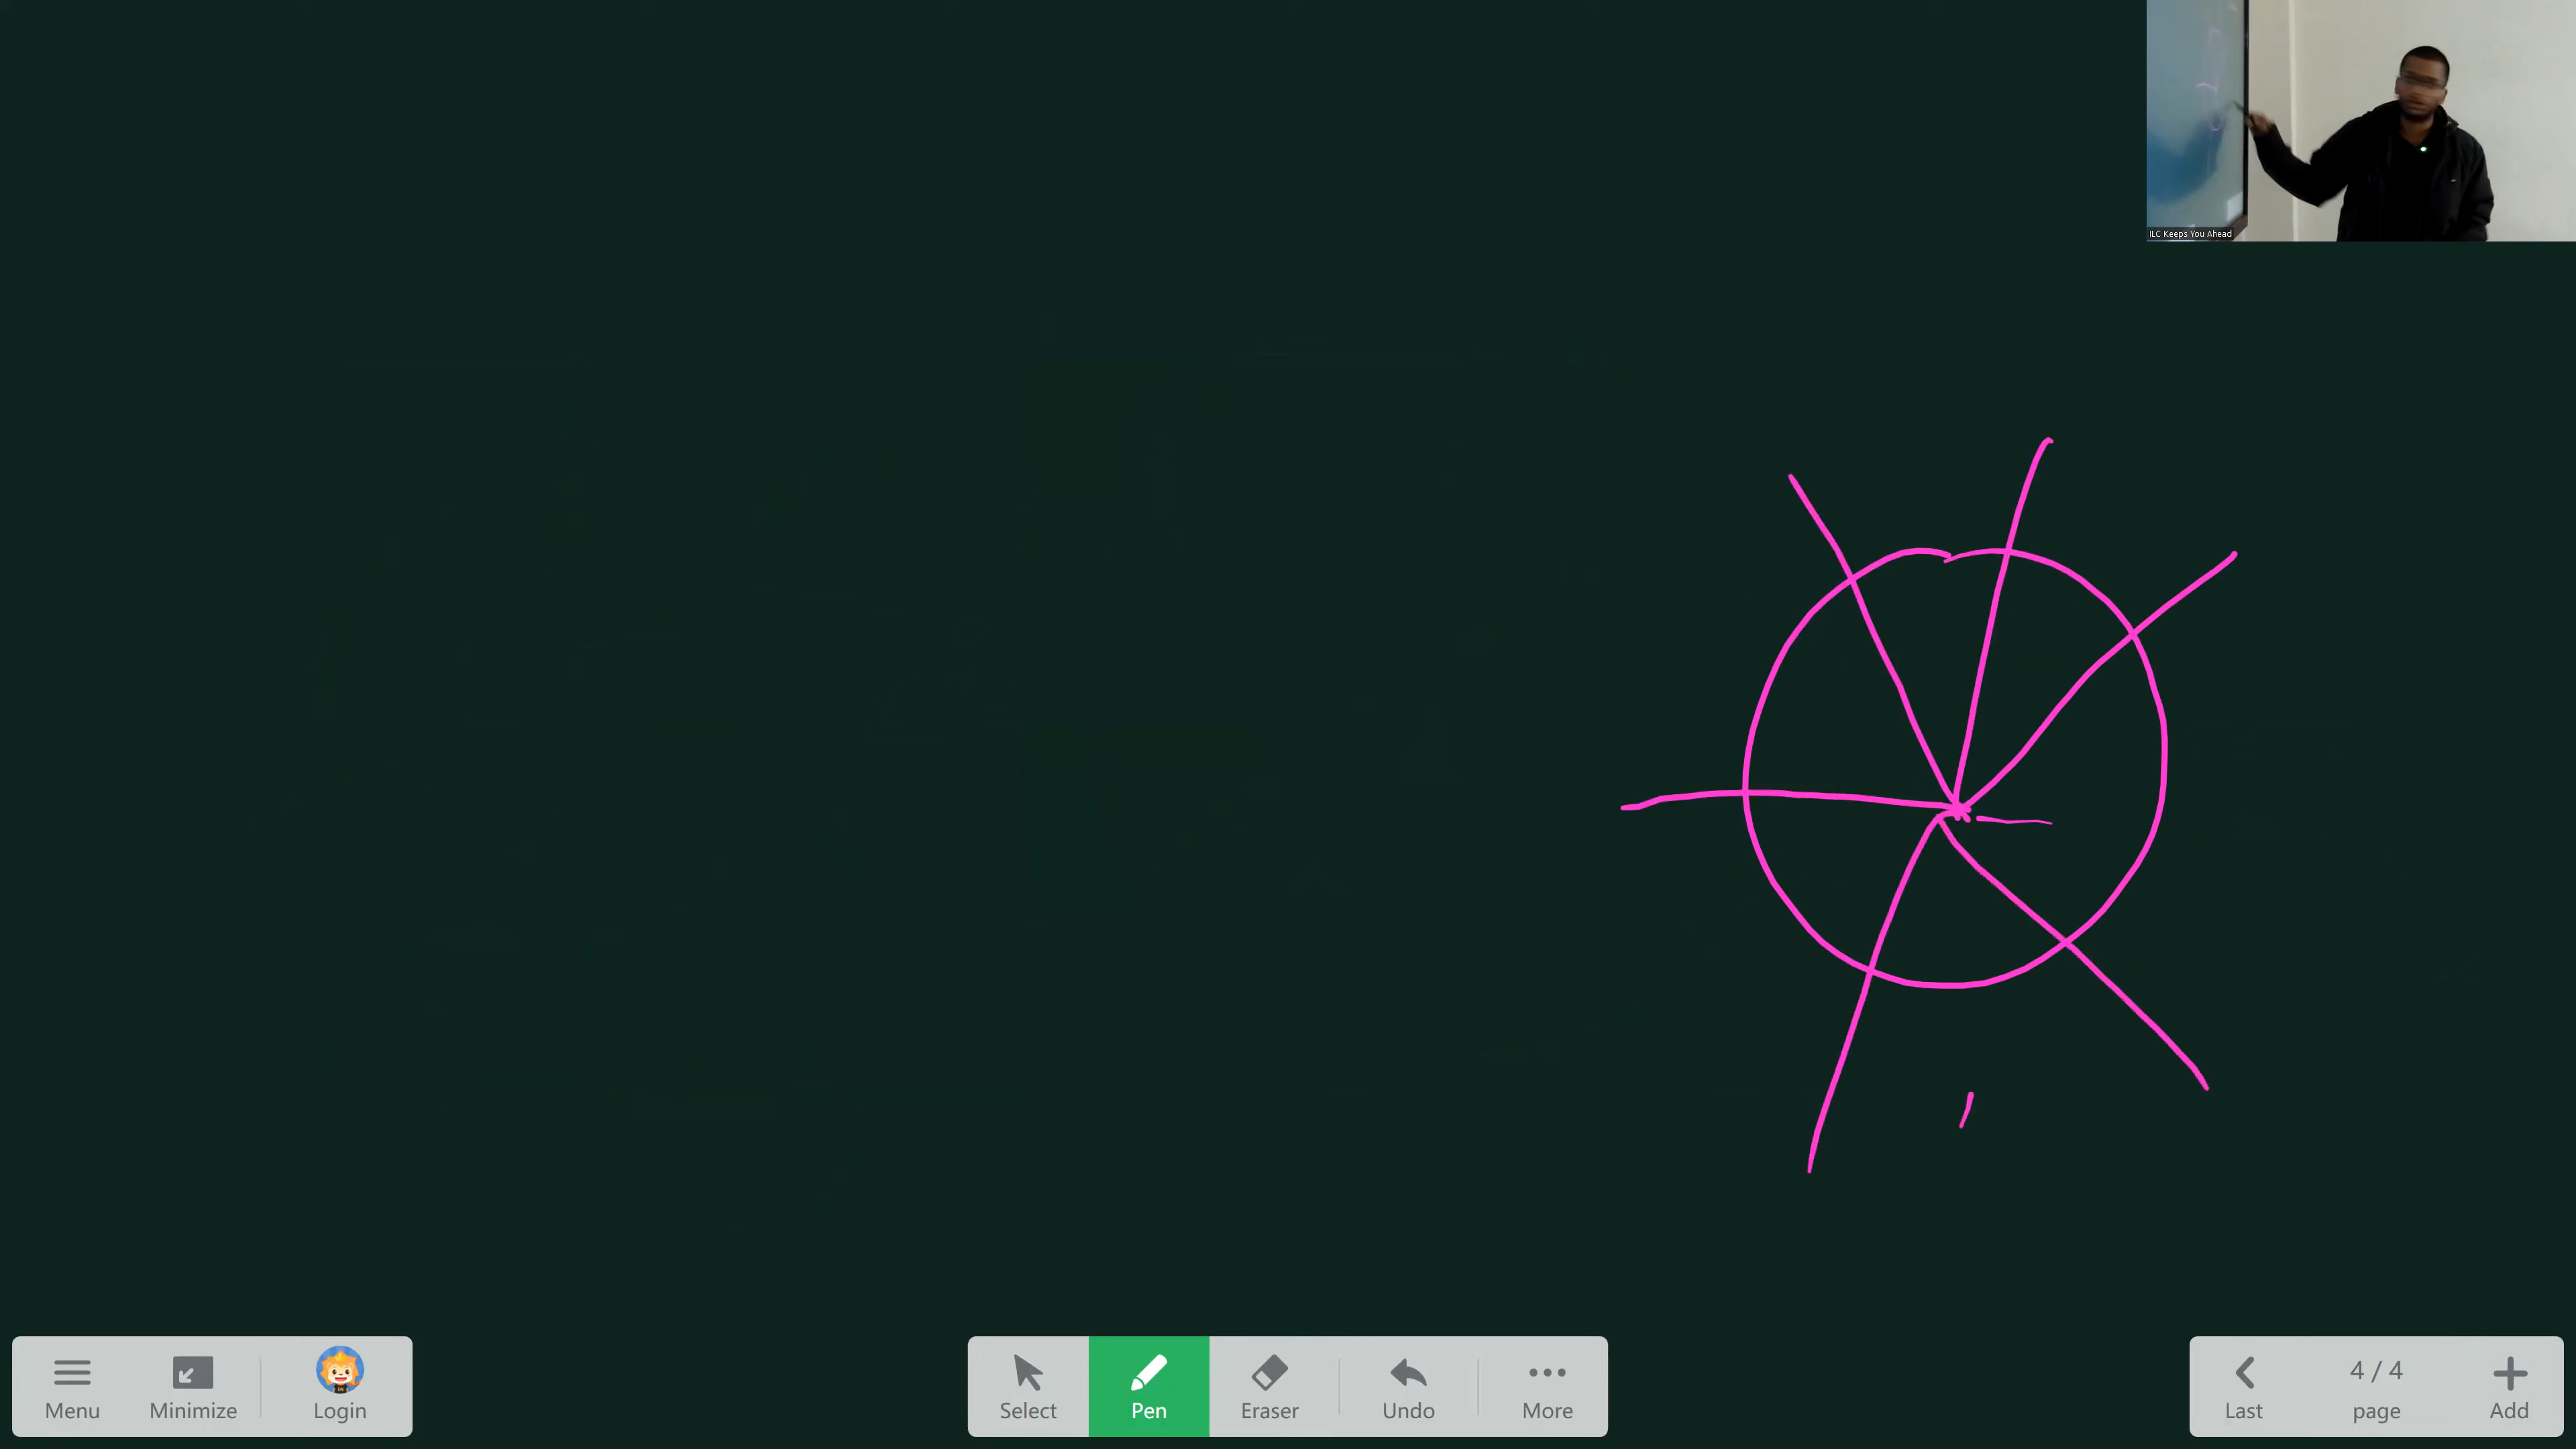 ILC Keeps You Ahead
Menu
Minimize
Login
Select
Pen
Eraser
Undo
More
Last
4 / 4
page
Add